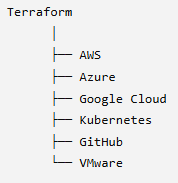 Terraform
AWS
Azure
Google Cloud
Kubernetes
GitHub
VMware